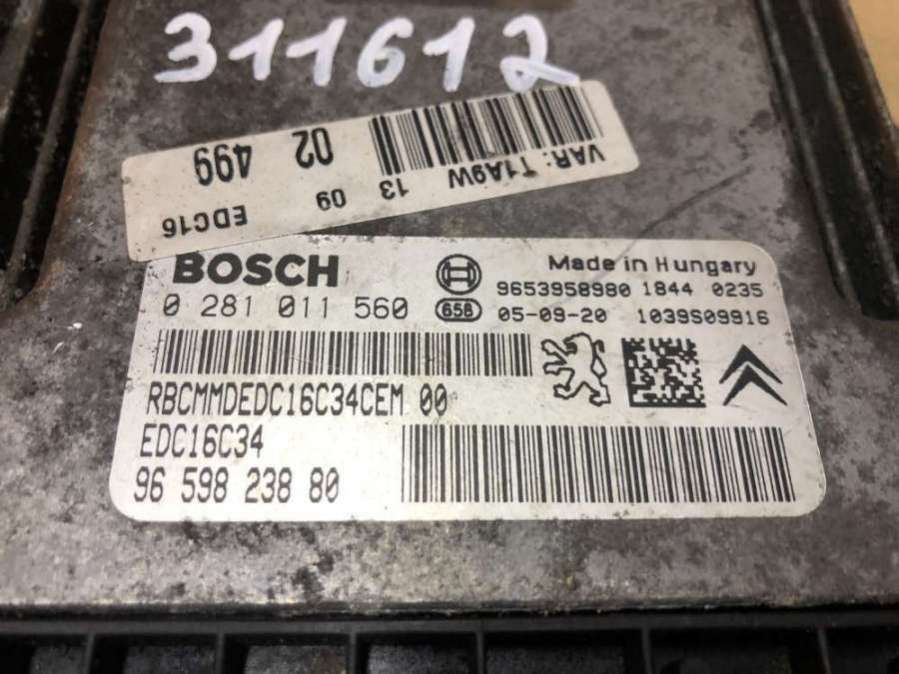 311612
VAR: T1A9W
13 09 EDC16
02 499
BOSCH
Made in Hungary
9653958980 1844 0235
0 281 011 560
656
05-09-20 1039S09916
RBCMMDEDC16C34CEM 00
EDC16C34
96 598 238 80